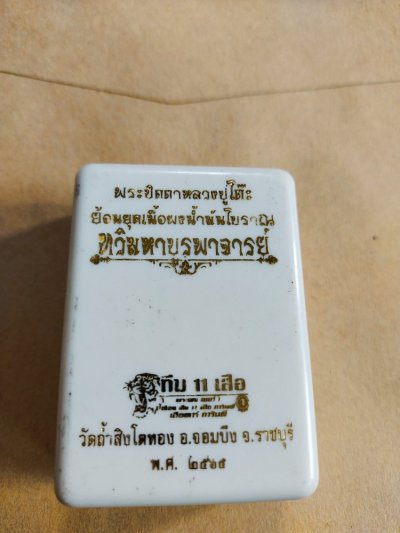 พระปิดตาหลวงปู่โต๊ะ
ย้อนยุคเนื้อผงน้ำมันโบราณ
ทวิมหาบูรพาจารย์
ทีม 11 เสือ
วัดถ้ำสิงโตทอง อ.จอมบึง จ.ราชบุรี
พ.ศ. ๒๕๖๕